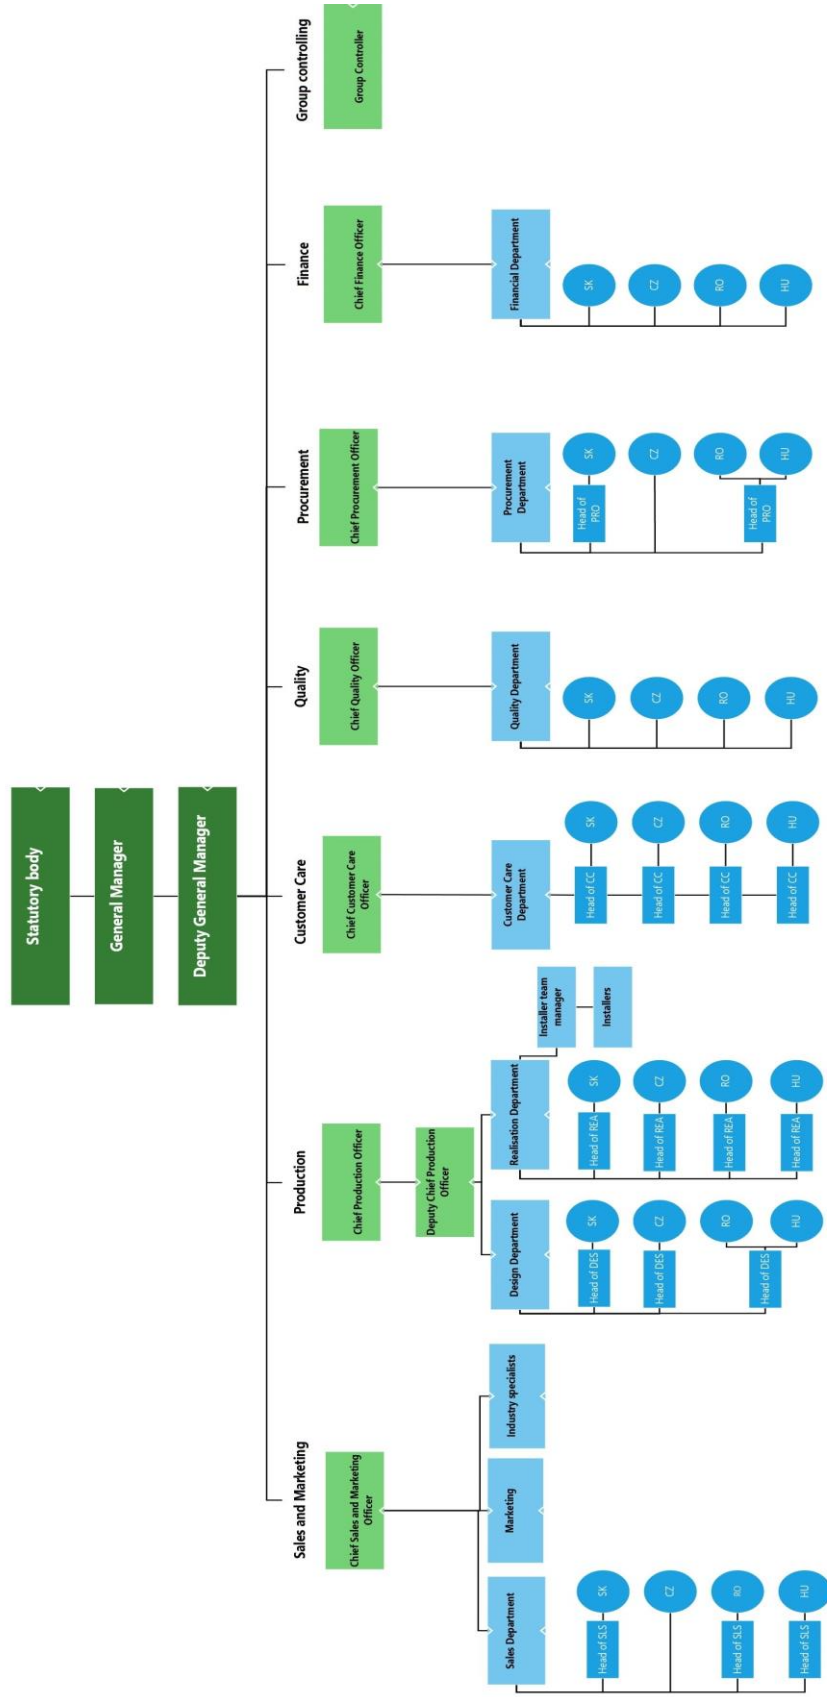 Statutory body
General Manager
Deputy General Manager
Sales and Marketing
Production
Customer Care
Quality
Procurement
Finance
Group controlling
Chief Sales and Marketing
Officer
Chief Production Officer
Chief Customer Care
Officer
Chief Quality Officer
Chief Procurement Officer
Chief Finance Officer
Group Controller
Deputy Chief Production
Officer
Sales Department
Marketing
Industry specialists
Design Department
Realisation Department
Customer Care
Department
Quality Department
Procurement
Department
Financial Department
Installer team
manager
Installers
Head of SLS
SK
CZ
Head of SLS
RO
Head of SLS
HU
Head of DES
SK
Head of DES
CZ
Head of DES
RO
HU
Head of REA
SK
Head of REA
CZ
Head of REA
RO
Head of REA
HU
Head of CC
SK
Head of CC
CZ
Head of CC
RO
Head of CC
HU
SK
CZ
RO
HU
Head of
PRO
SK
CZ
Head of
PRO
RO
HU
SK
CZ
RO
HU